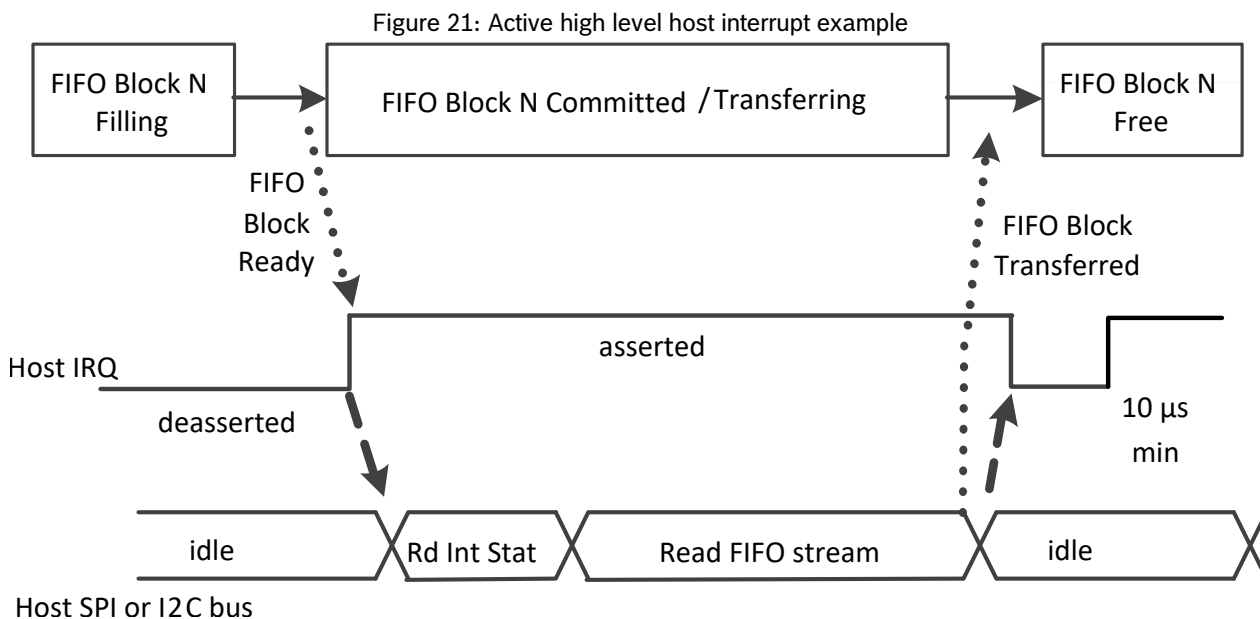 Figure 21: Active high level host interrupt example
FIFO Block N
Filling
FIFO Block N Committed /Transferring
FIFO Block N
Free
FIFO
Block
Ready
FIFO Block
Transferred
Host IRQ
asserted
deasserted
10 µs
min
idle
Rd Int Stat
Read FIFO stream
idle
Host SPI or I2C bus